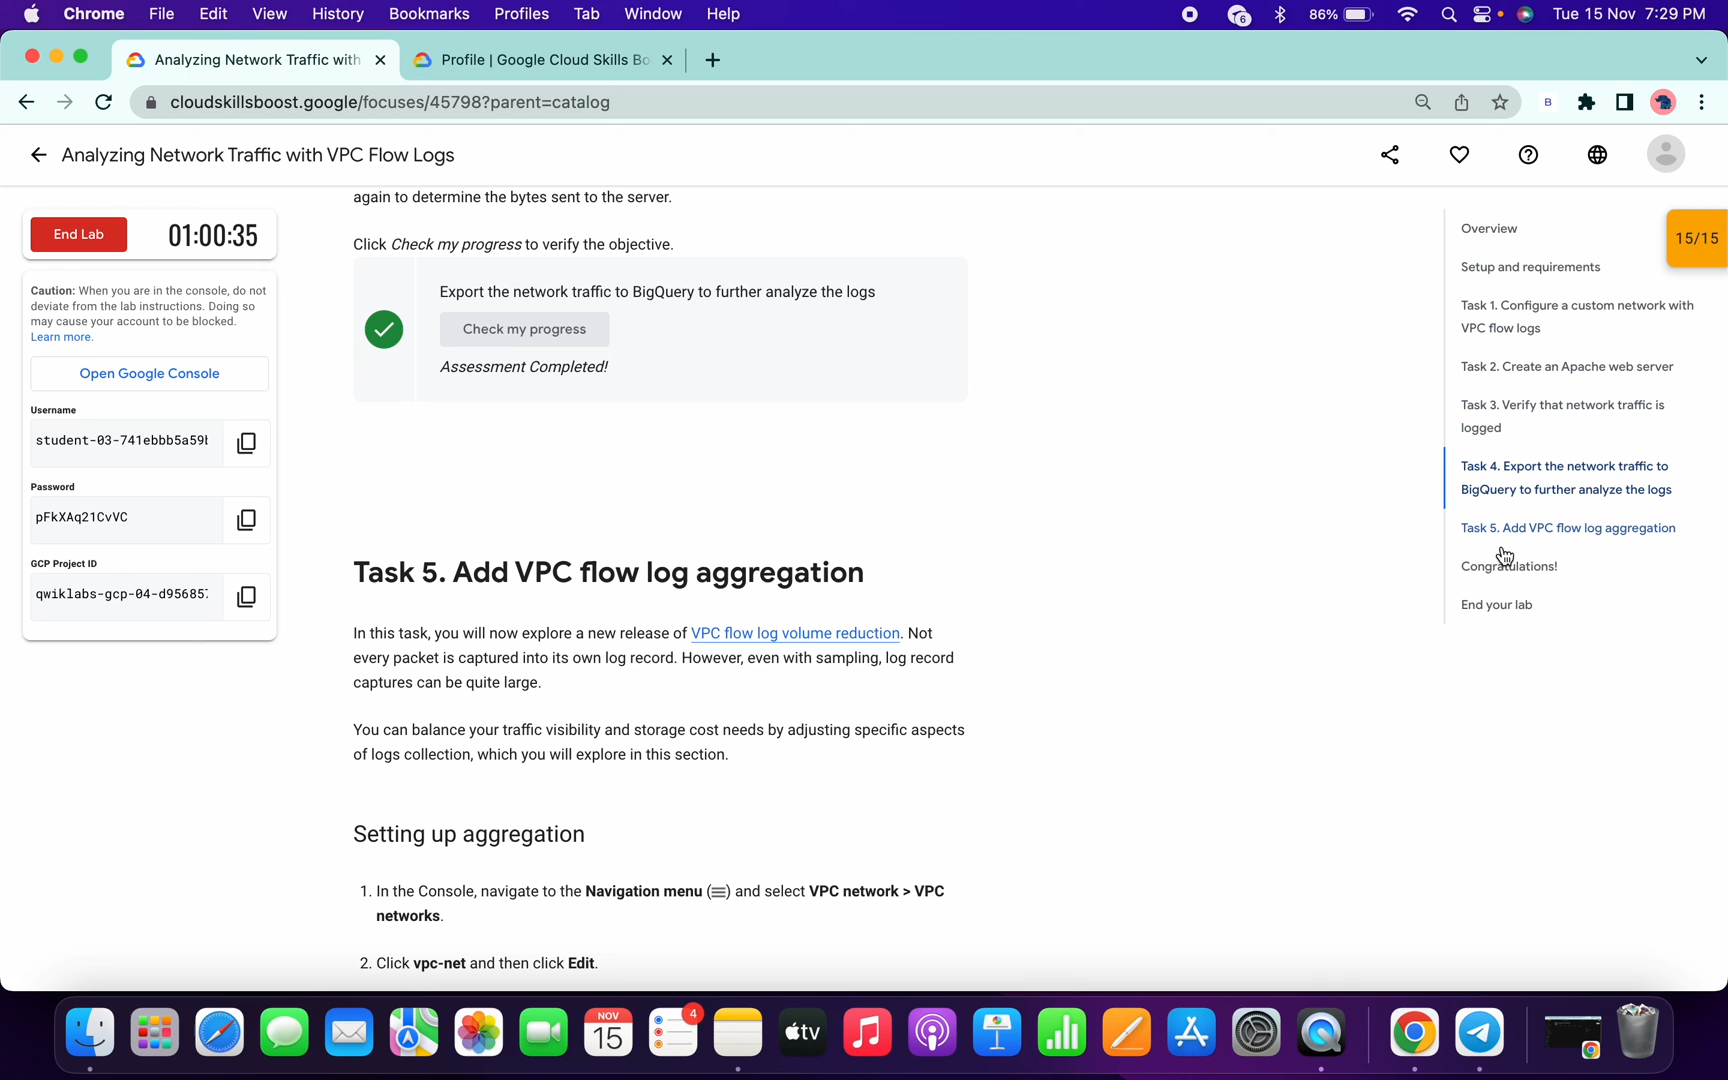 Chrome File Edit View History Bookmarks Profiles Tab Window Help 6 86% Tue 15 Nov 7:29 PM
Analyzing Network Traffic with Profile | Google Cloud Skills Bo
cloudskillsboost.google/focuses/45798?parent=catalog B
Analyzing Network Traffic with VPC Flow Logs
End Lab 01:00:35
Caution: When you are in the console, do not
deviate from the lab instructions. Doing so
may cause your account to be blocked.
Learn more.
Open Google Console
Username
student-03-741ebbb5a59
Password
pFkXAq21CvVC
GCP Project ID
qwiklabs-gcp-04-d95685
again to determine the bytes sent to the server.
Click Check my progress to verify the objective.
Export the network traffic to BigQuery to further analyze the logs
Check my progress
Assessment Completed!
Task 5. Add VPC flow log aggregation
In this task, you will now explore a new release of VPC flow log volume reduction. Not
every packet is captured into its own log record. However, even with sampling, log record
captures can be quite large.
You can balance your traffic visibility and storage cost needs by adjusting specific aspects
of logs collection, which you will explore in this section.
Setting up aggregation
1. In the Console, navigate to the Navigation menu (≡) and select VPC network > VPC
networks.
2. Click vpc-net and then click Edit.
Overview
Setup and requirements
Task 1. Configure a custom network with
VPC flow logs
Task 2. Create an Apache web server
Task 3. Verify that network traffic is
logged
Task 4. Export the network traffic to
BigQuery to further analyze the logs
Task 5. Add VPC flow log aggregation
Congratulations!
End your lab
15/15
NOV
15
4
tv